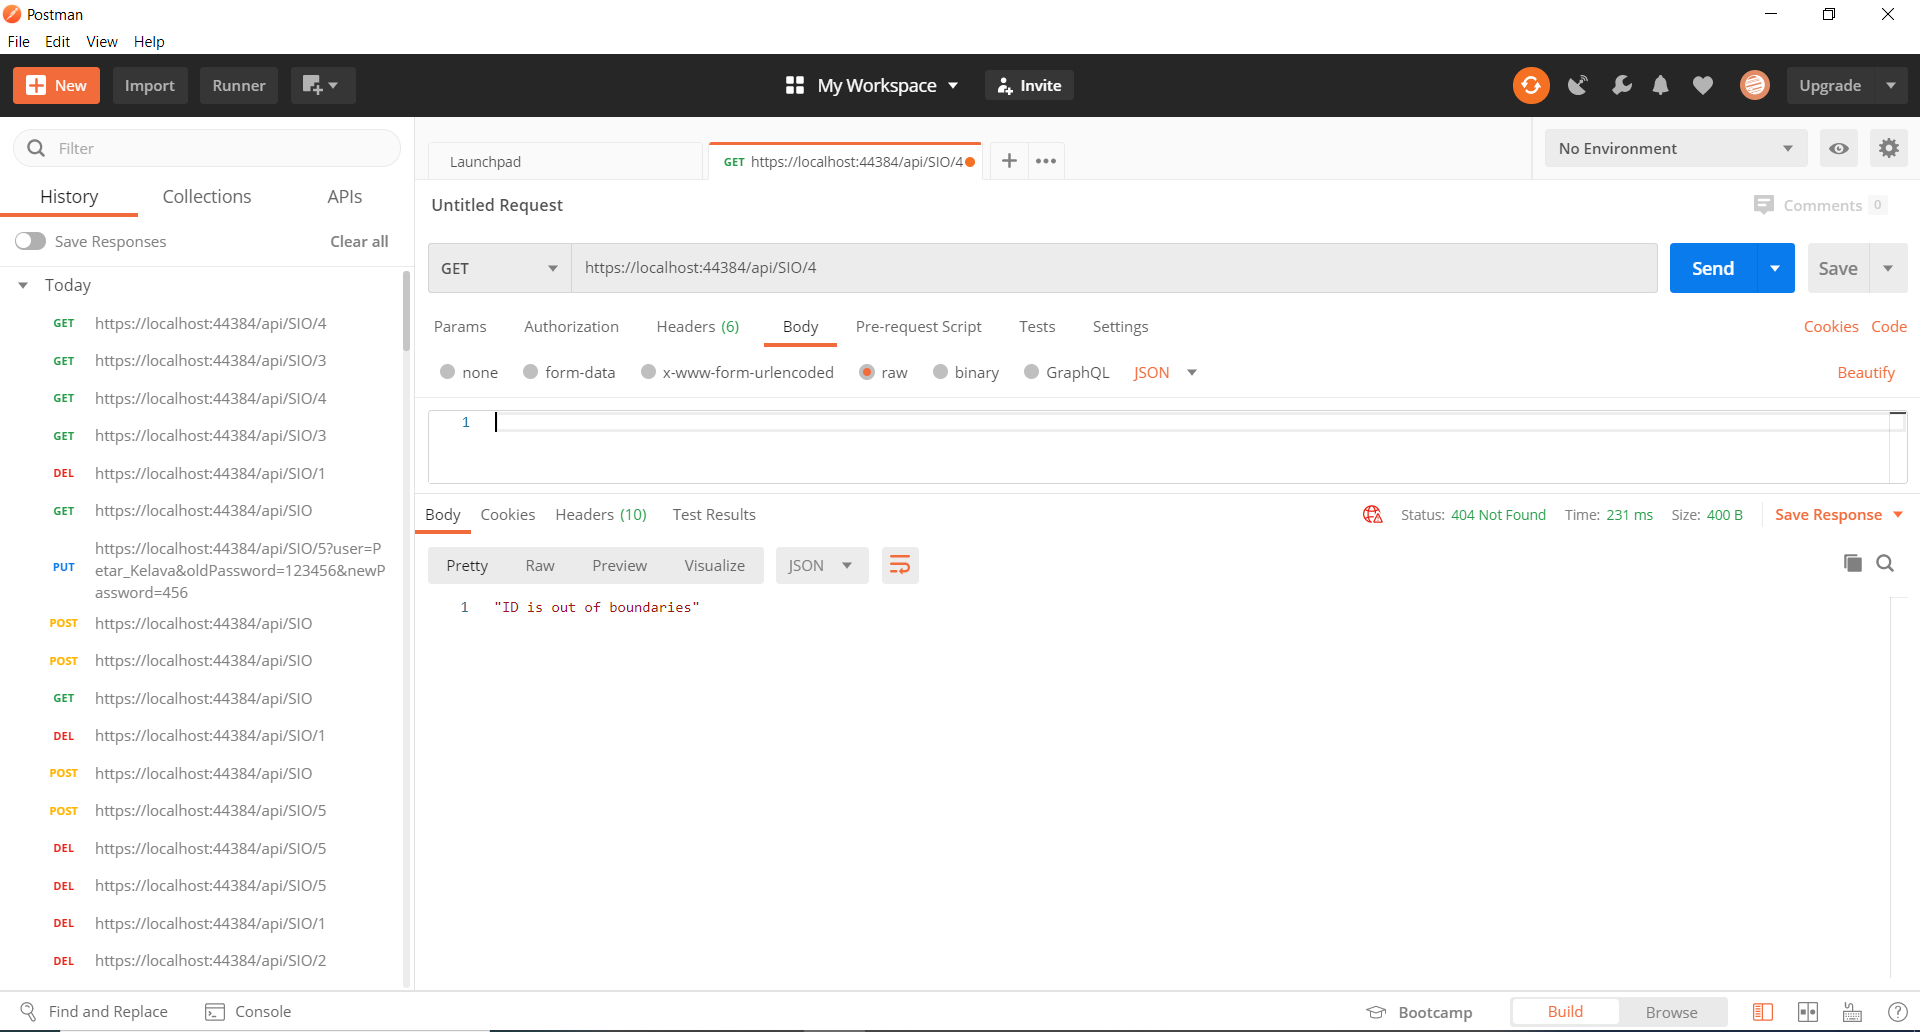 Postman
File Edit View Help
New Import Runner My Workspace Invite Upgrade
Filter
History Collections APIs
Save Responses Clear all
Today
GET https://localhost:44384/api/SIO/4
GET https://localhost:44384/api/SIO/3
GET https://localhost:44384/api/SIO/4
GET https://localhost:44384/api/SIO/3
DEL https://localhost:44384/api/SIO/1
GET https://localhost:44384/api/SIO
PUT https://localhost:44384/api/SIO/5?user=P
etar_Kelava&oldPassword=123456&newP
assword=456
POST https://localhost:44384/api/SIO
POST https://localhost:44384/api/SIO
GET https://localhost:44384/api/SIO
DEL https://localhost:44384/api/SIO/1
POST https://localhost:44384/api/SIO
POST https://localhost:44384/api/SIO/5
DEL https://localhost:44384/api/SIO/5
DEL https://localhost:44384/api/SIO/5
DEL https://localhost:44384/api/SIO/1
DEL https://localhost:44384/api/SIO/2
Launchpad GET https://localhost:44384/api/SIO/4 No Environment
Untitled Request Comments 0
GET https://localhost:44384/api/SIO/4 Send Save
Params Authorization Headers (6) Body Pre-request Script Tests Settings Cookies Code
none form-data x-www-form-urlencoded raw binary GraphQL JSON Beautify
1
Body Cookies Headers (10) Test Results Status: 404 Not Found Time: 231 ms Size: 400 B Save Response
Pretty Raw Preview Visualize JSON
1 "ID is out of boundaries"
Find and Replace Console Bootcamp Build Browse